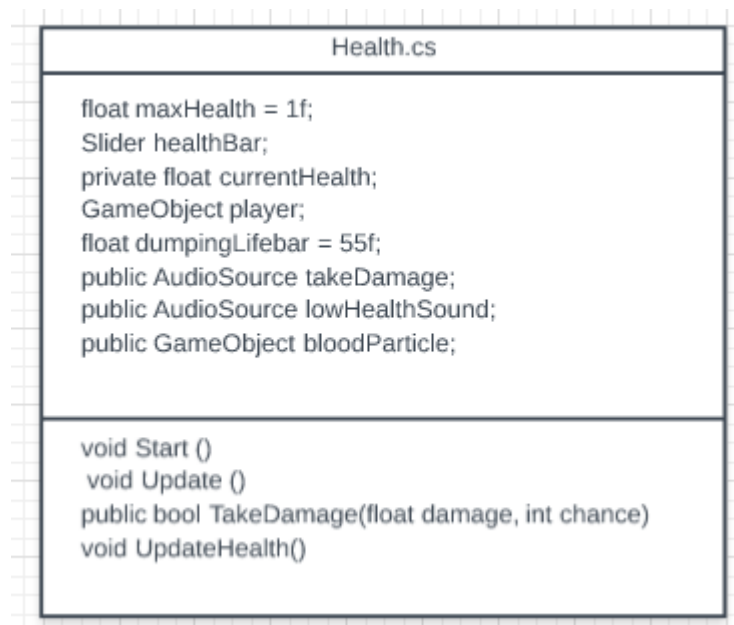 Health.cs
float maxHealth = 1f;
Slider healthBar;
private float currentHealth;
GameObject player;
float dumpingLifebar = 55f;
public AudioSource takeDamage;
public AudioSource lowHealthSound;
public GameObject bloodParticle;
void Start ()
void Update ()
public bool TakeDamage(float damage, int chance)
void UpdateHealth()